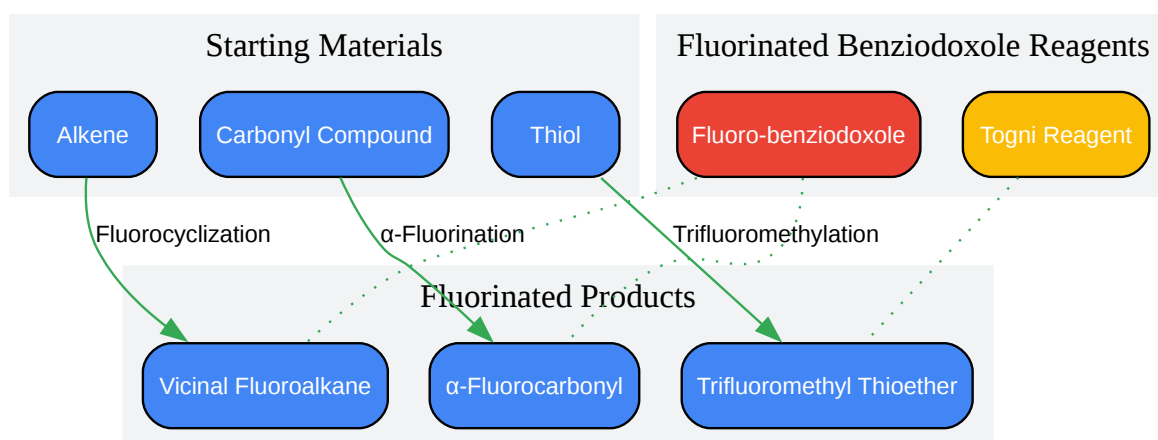 Starting Materials
Fluorinated Benziodoxole Reagents
Alkene
Carbonyl Compound
Thiol
Fluoro-benziodoxole
Togni Reagent
Fluorocyclization
α-Fluorination
Trifluoromethylation
Fluorinated Products
Vicinal Fluoroalkane
α-Fluorocarbonyl
Trifluoromethyl Thioether